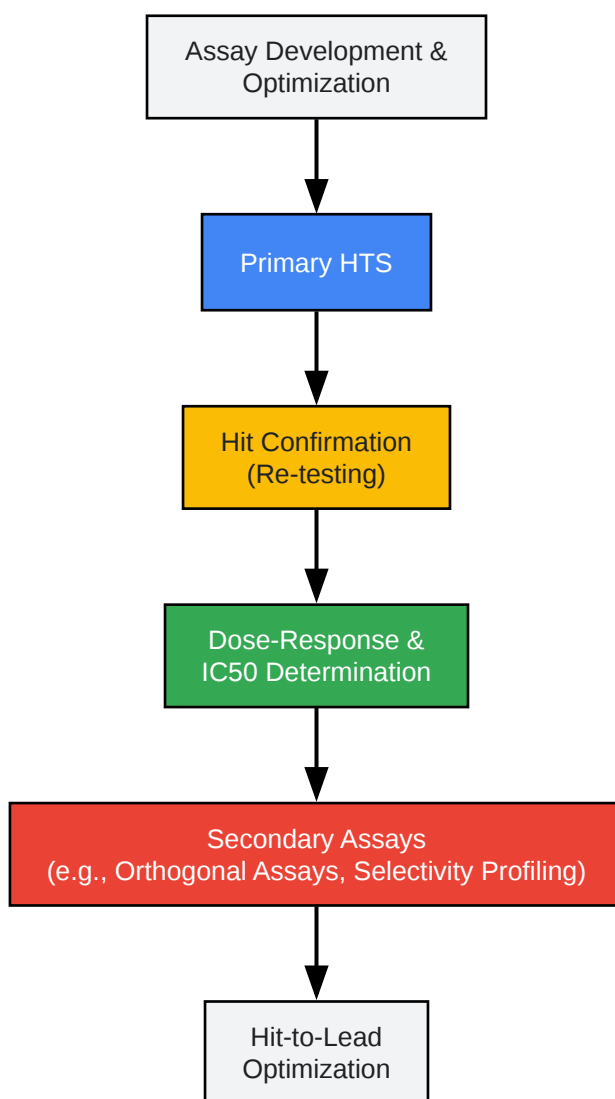 Assay Development &
Optimization
Primary HTS
Hit Confirmation
(Re-testing)
Dose-Response &
IC50 Determination
Secondary Assays
(e.g., Orthogonal Assays, Selectivity Profiling)
Hit-to-Lead
Optimization